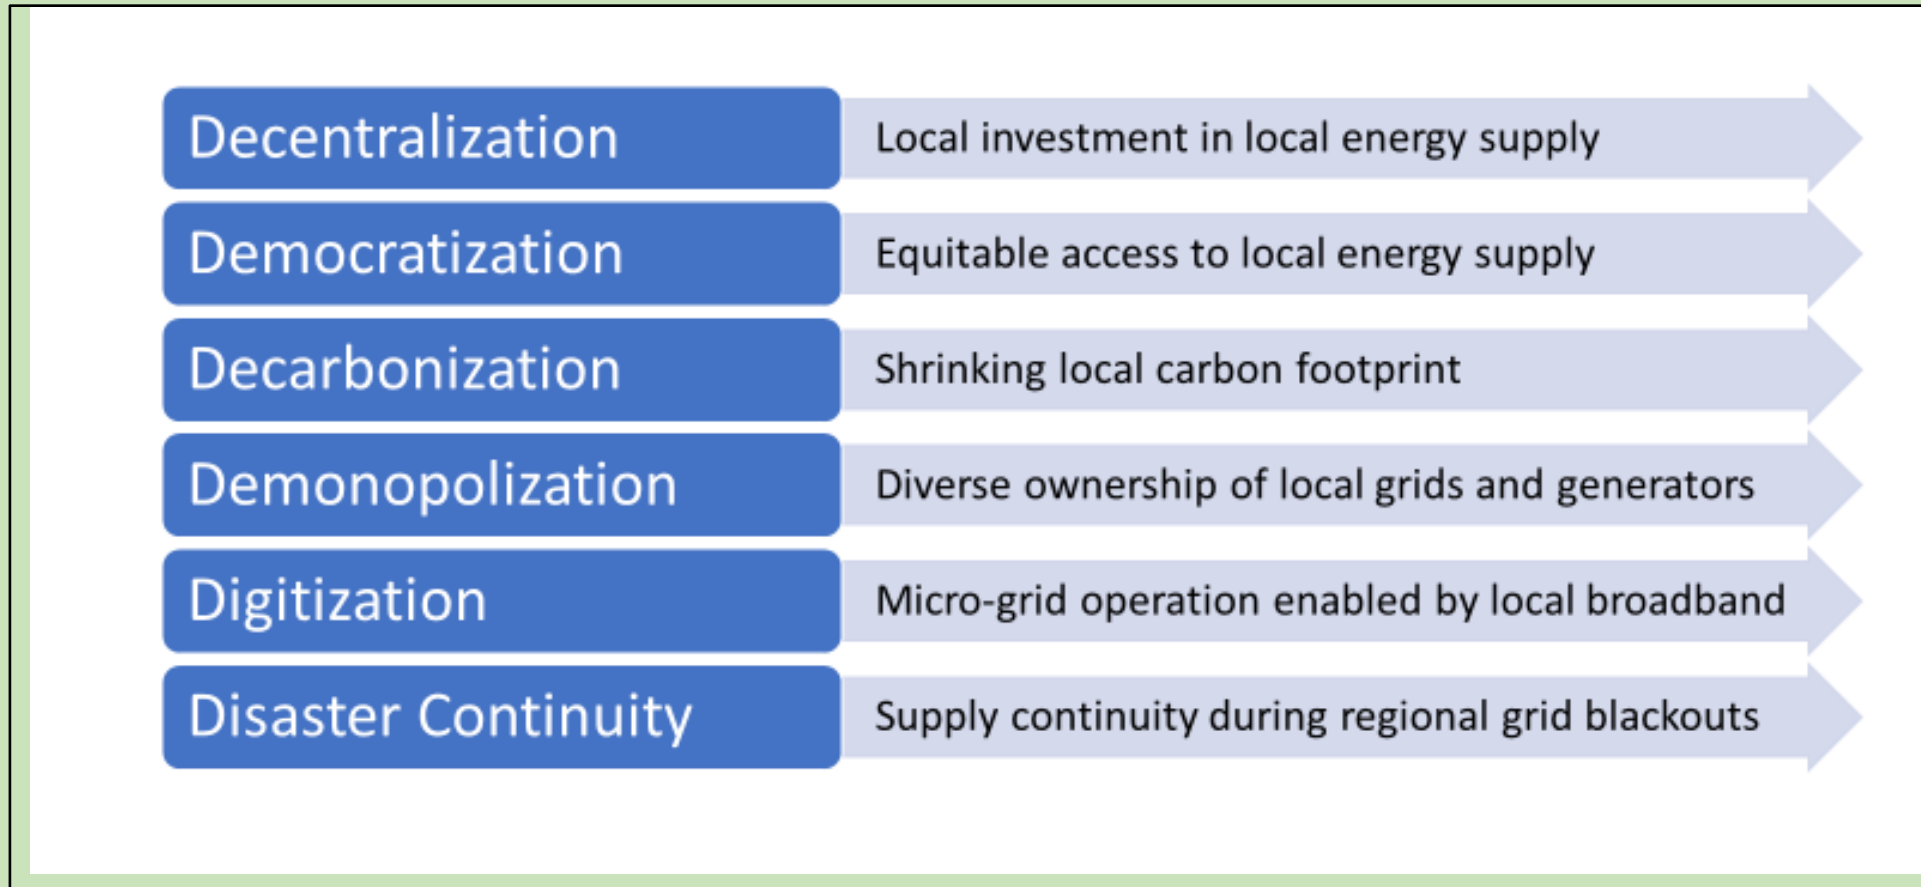 Decentralization
Local investment in local energy supply
Democratization
Equitable access to local energy supply
Decarbonization
Shrinking local carbon footprint
Demonopolization
Diverse ownership of local grids and generators
Digitization
Micro-grid operation enabled by local broadband
Disaster Continuity
Supply continuity during regional grid blackouts